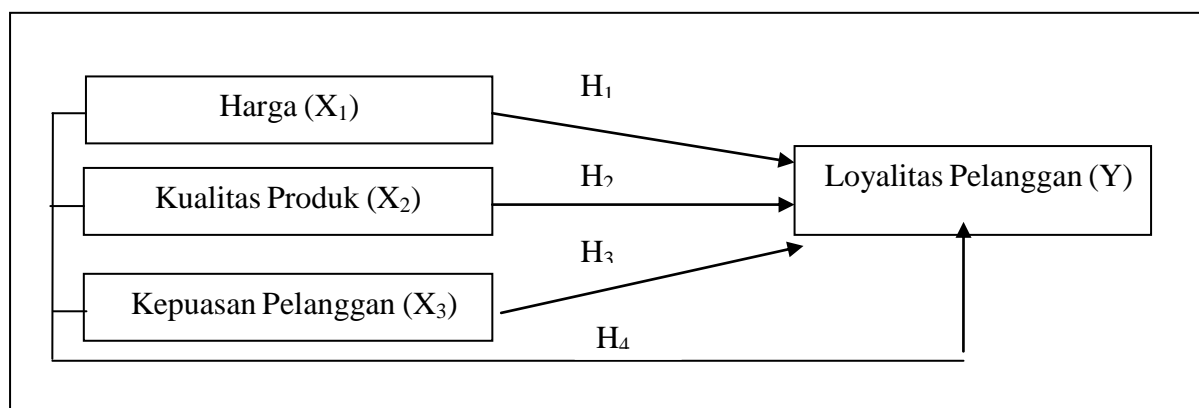 H₁
Harga (X₁)
Kualitas Produk (X₂)
H₂
Loyalitas Pelanggan (Y)
H₃
Kepuasan Pelanggan (X₃)
H₄